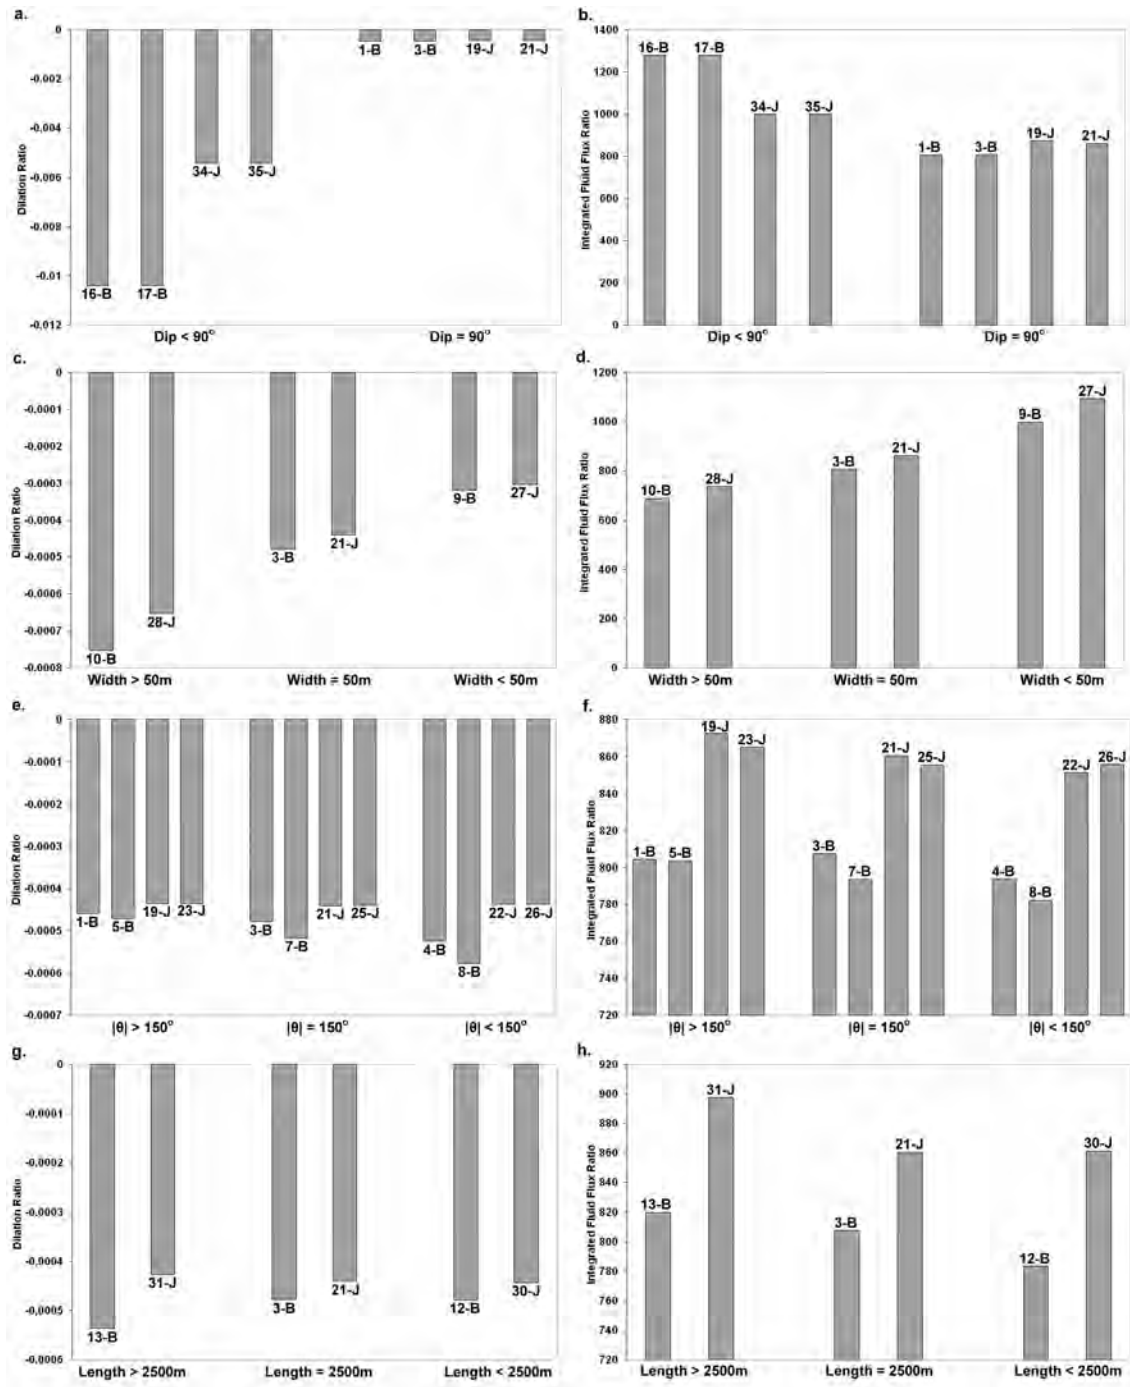 a.
0
-0.002
-0.004
-0.006
-0.008
-0.01
-0.012
Dilation Ratio
16-B
17-B
34-J
35-J
1-B
3-B
19-J
21-J
Dip < 90°
Dip = 90°
b.
1400
1200
1000
800
600
400
200
0
Integrated Fluid Flux Ratio
16-B
17-B
34-J
35-J
1-B
3-B
19-J
21-J
Dip < 90°
Dip = 90°
c.
0
-0.0001
-0.0002
-0.0003
-0.0004
-0.0005
-0.0006
-0.0007
-0.0008
Dilation Ratio
10-B
28-J
3-B
21-J
9-B
27-J
Width > 50m
Width = 50m
Width < 50m
d.
1200
1000
800
600
400
200
0
Integrated Fluid Flux Ratio
10-B
28-J
3-B
21-J
9-B
27-J
Width > 50m
Width = 50m
Width < 50m
e.
0
-0.0001
-0.0002
-0.0003
-0.0004
-0.0005
-0.0006
-0.0007
Dilation Ratio
1-B
5-B
19-J
23-J
3-B
7-B
21-J
25-J
4-B
8-B
22-J
26-J
|θ| > 150°
|θ| = 150°
|θ| < 150°
f.
880
860
840
820
800
780
760
740
720
Integrated Fluid Flux Ratio
1-B
5-B
19-J
23-J
3-B
7-B
21-J
25-J
4-B
8-B
22-J
26-J
|θ| > 150°
|θ| = 150°
|θ| < 150°
g.
0
-0.0001
-0.0002
-0.0003
-0.0004
-0.0005
-0.0006
Dilation Ratio
13-B
31-J
3-B
21-J
12-B
30-J
Length > 2500m
Length = 2500m
Length < 2500m
h.
920
900
880
860
840
820
800
780
760
740
720
Integrated Fluid Flux Ratio
13-B
31-J
3-B
21-J
12-B
30-J
Length > 2500m
Length = 2500m
Length < 2500m